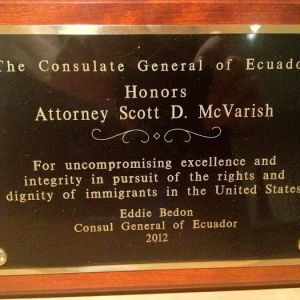 The Consulate General of Ecuador
Honors
Attorney Scott D. McVarish
For uncompromising excellence and
integrity in pursuit of the rights and
dignity of immigrants in the United States
Eddie Bedon
Consul General of Ecuador
2012